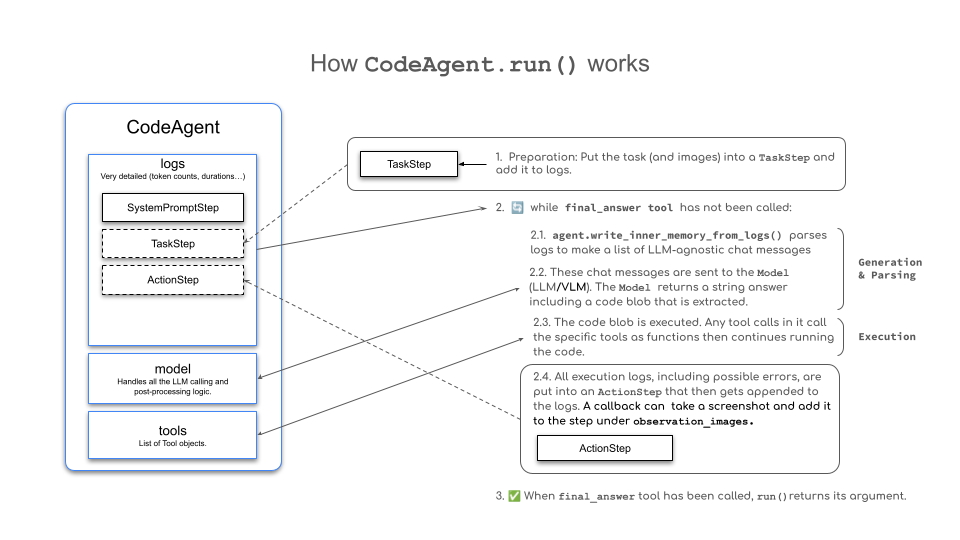 How CodeAgent.run() works
CodeAgent
logs
Very detailed (token counts, durations…)
SystemPromptStep
TaskStep
ActionStep
model
Handles all the LLM calling and
post-processing logic.
tools
List of Tool objects.
TaskStep
1. Preparation: Put the task (and images) into a TaskStep and
add it to logs.
2. 🔄 while final_answer tool has not been called:
2.1. agent.write_inner_memory_from_logs() parses
logs to make a list of LLM-agnostic chat messages
2.2. These chat messages are sent to the Model
(LLM/VLM). The Model returns a string answer
including a code blob that is extracted.
Generation
& Parsing
2.3. The code blob is executed. Any tool calls in it call
the specific tools as functions then continues running
the code.
Execution
2.4. All execution logs, including possible errors, are
put into an ActionStep that then gets appended to
the logs. A callback can take a screenshot and add it
to the step under observation_images.
ActionStep
3. ✅ When final_answer tool has been called, run() returns its argument.